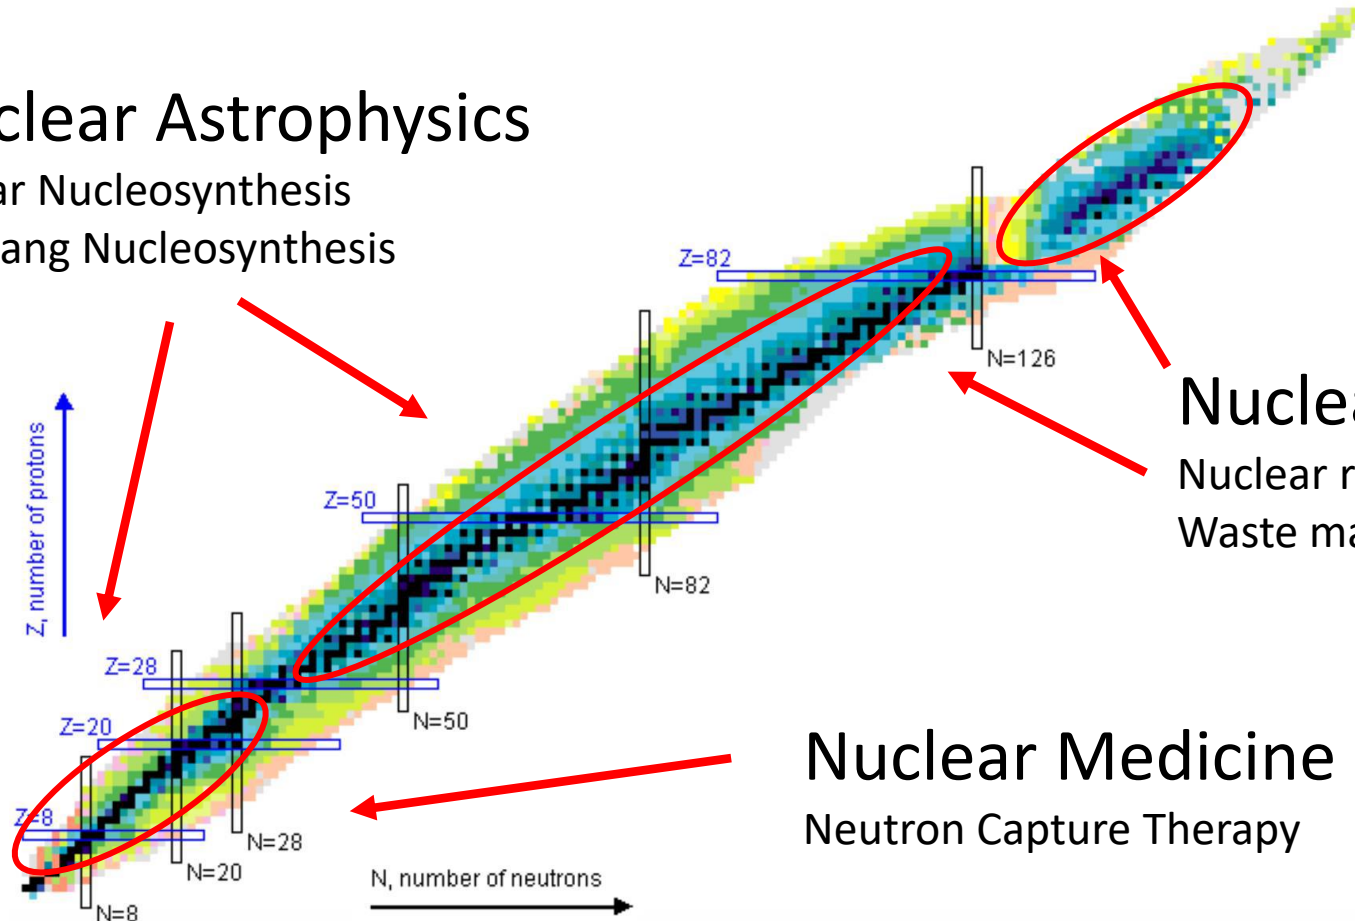 clear Astrophysics
ar Nucleosynthesis
ang Nucleosynthesis
Z=82
N=126
Nuclea
Nuclear r
Waste ma
Z, number of protons
Z=50
N=82
Z=28
N=50
Z=20
Nuclear Medicine
Neutron Capture Therapy
Z=8
N=28
N=20
N, number of neutrons
N=8